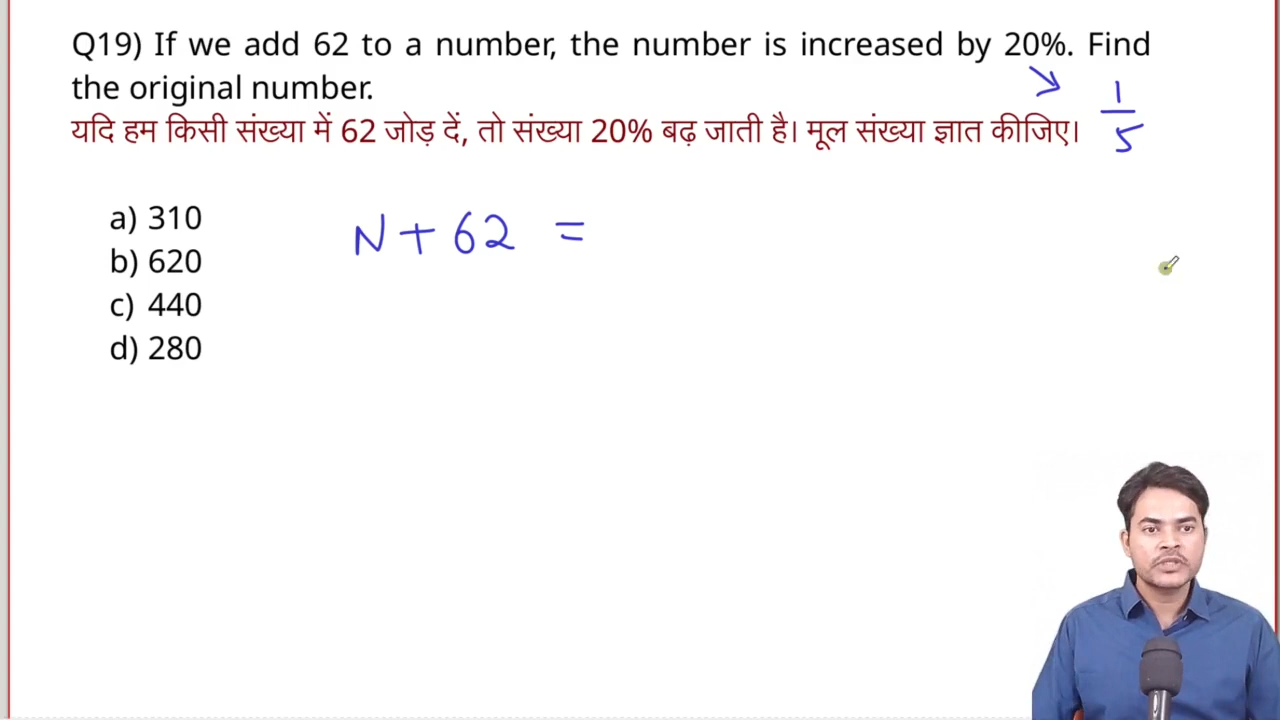 Q19) If we add 62 to a number, the number is increased by 20%. Find
the original number.
यदि हम किसी संख्या में 62 जोड़ दें, तो संख्या 20% बढ़ जाती है। मूल संख्या ज्ञात कीजिए।
1
5
a) 310
b) 620
c) 440
d) 280
N + 62 =